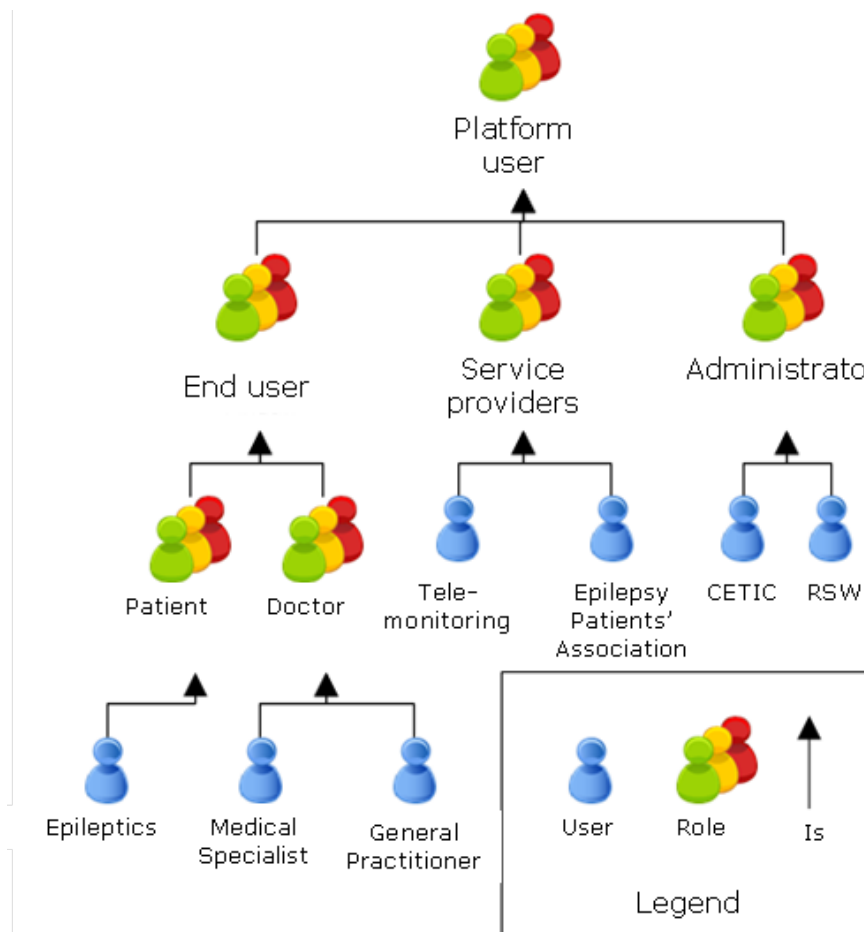 Platform
user
End user
Service
providers
Administrato
Patient
Doctor
Tele-
monitoring
Epilepsy
Patients’
Association
CETIC
RSW
Epileptics
Medical
Specialist
General
Practitioner
User
Role
Is
Legend